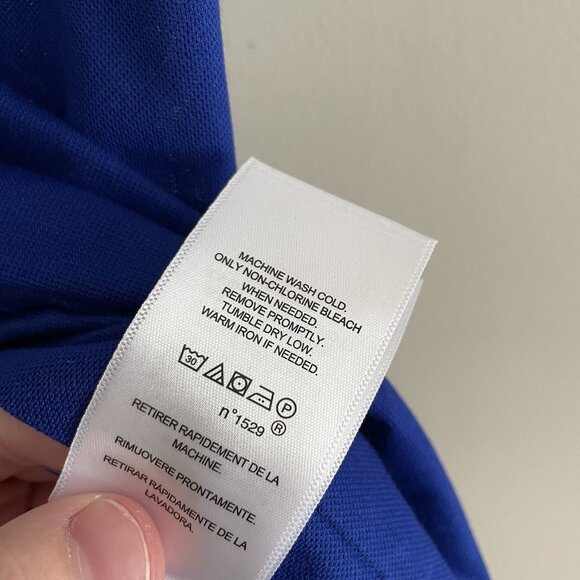 MACHINE WASH COLD.
ONLY NON-CHLORINE BLEACH
WHEN NEEDED.
REMOVE PROMPTLY.
TUMBLE DRY LOW.
WARM IRON IF NEEDED.
30 P
n°1529 ®
RETIRER RAPIDEMENT DE LA
MACHINE.
RIMUOVERE PRONTAMENTE.
RETIRAR RÁPIDAMENTE DE LA
LAVADORA.